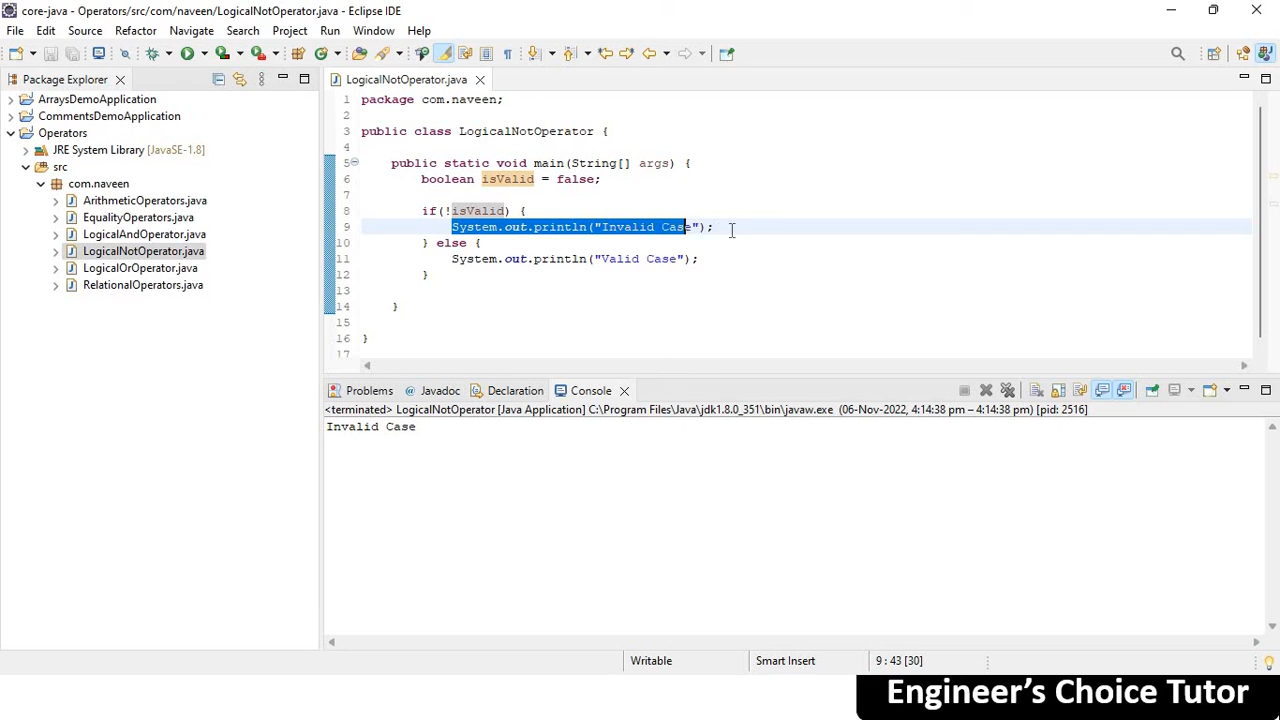 core-java - Operators/src/com/naveen/LogicalNotOperator.java - Eclipse IDE
File Edit Source Refactor Navigate Search Project Run Window Help
Package Explorer
ArraysDemoApplication
CommentsDemoApplication
Operators
JRE System Library [JavaSE-1.8]
src
com.naveen
ArithmeticOperators.java
EqualityOperators.java
LogicalAndOperator.java
LogicalNotOperator.java
LogicalOrOperator.java
RelationalOperators.java
LogicalNotOperator.java
1 package com.naveen;
2
3 public class LogicalNotOperator {
4
5 public static void main(String[] args) {
6 boolean isValid = false;
7
8 if(!isValid) {
9 System.out.println("Invalid Case");
10 } else {
11 System.out.println("Valid Case");
12 }
13
14 }
15
16 }
17
Problems Javadoc Declaration Console
<terminated> LogicalNotOperator [Java Application] C:\Program Files\Java\jdk1.8.0_351\bin\javaw.exe (06-Nov-2022, 4:14:38 pm – 4:14:38 pm) [pid: 2516]
Invalid Case
Writable Smart Insert 9 : 43 [30]
Engineer's Choice Tutor